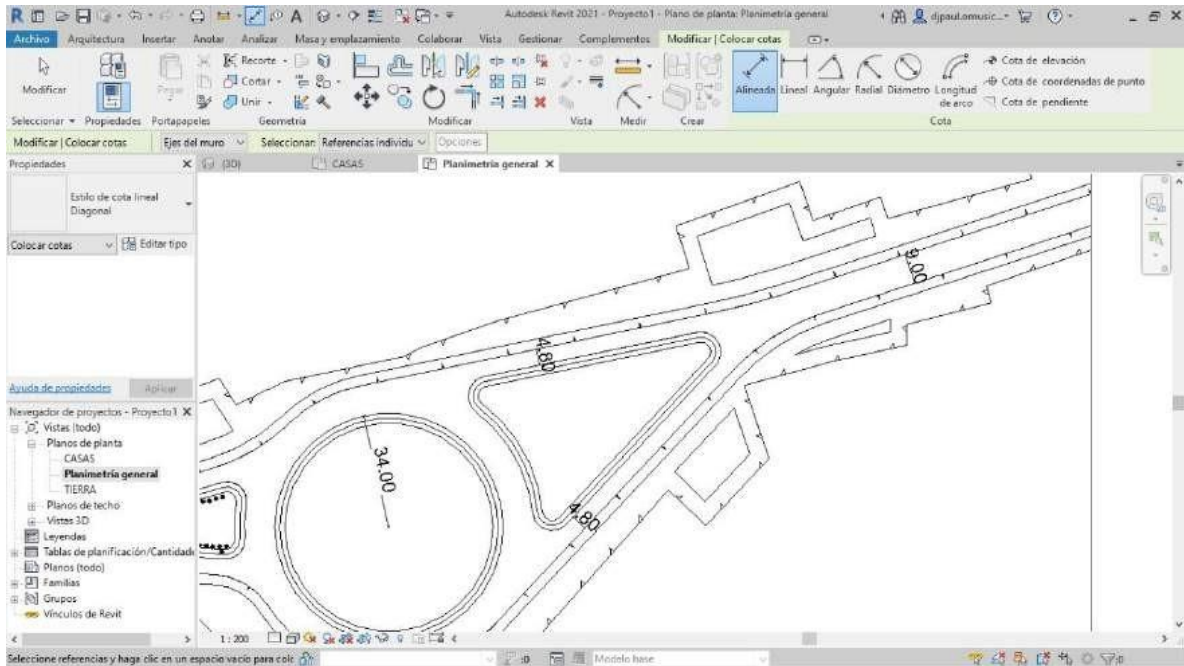 Autodesk Revit 2021 - Proyecto1 - Plano de planta: Planimetría general
djpaul.omusic...
Archivo Arquitectura Insertar Anotar Analizar Masa y emplazamiento Colaborar Vista Gestionar Complementos Modificar | Colocar cotas
Modificar
Pegar
Recorte
Cortar
Unir
Alineada Lineal Angular Radial Diámetro Longitud de arco
Cota de elevación
Cota de coordenadas de punto
Cota de pendiente
Seleccionar Propiedades Portapapeles Geometría Modificar Vista Medir Crear Cota
Modificar | Colocar cotas Ejes del muro Seleccionar: Referencias individu Opciones
Propiedades
(3D) CASAS Planimetría general
Estilo de cota lineal
Diagonal
Colocar cotas Editar tipo
Ayuda de propiedades Aplicar
Navegador de proyectos - Proyecto1
Vistas (todo)
Planos de planta
CASAS
Planimetría general
TIERRA
Planos de techo
Vistas 3D
Leyendas
Tablas de planificación/Cantidade
Planos (todo)
Familias
Grupos
Vínculos de Revit
9.00
4.80
34.00
4.80
1 : 200
Seleccione referencias y haga clic en un espacio vacío para colc
:0 Modelo base
:0